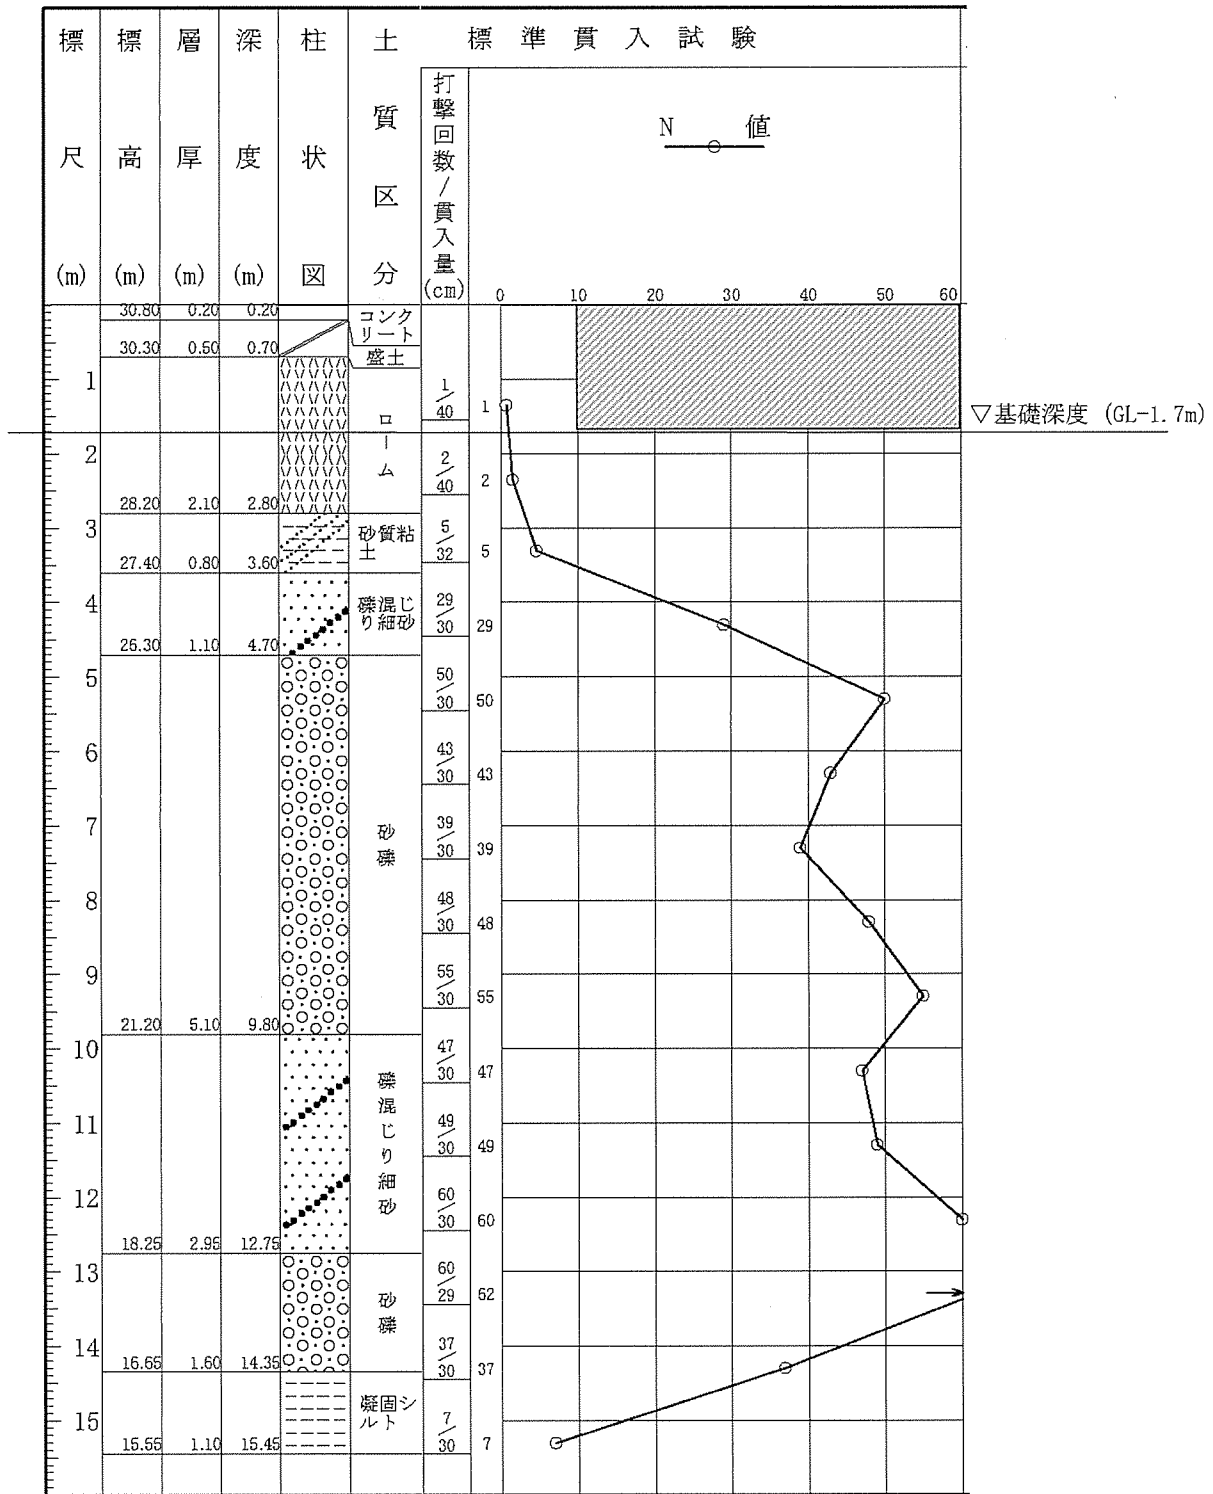 標尺(m)
標高(m)
層厚(m)
深度(m)
柱状図
土質区分
標準貫入試験
打撃回数/貫入量(cm)
N 値
0 10 20 30 40 50 60
30.80 0.20 0.20 コンクリート
30.30 0.50 0.70 盛土
1
1/40 1
▽基礎深度 (GL-1.7m)
ローム
2
2/40 2
28.20 2.10 2.80
3
砂質粘土
5/32 5
27.40 0.80 3.60
4
礫混じり細砂
29/30 29
26.30 1.10 4.70
5
50/30 50
6
43/30 43
7
39/30 39
砂礫
8
48/30 48
9
55/30 55
21.20 5.10 9.80
10
47/30 47
礫混じり細砂
11
49/30 49
12
60/30 60
18.25 2.95 12.75
13
60/29 62
砂礫
14
37/30 37
16.65 1.60 14.35
凝固シルト
15
7/30 7
15.55 1.10 15.45